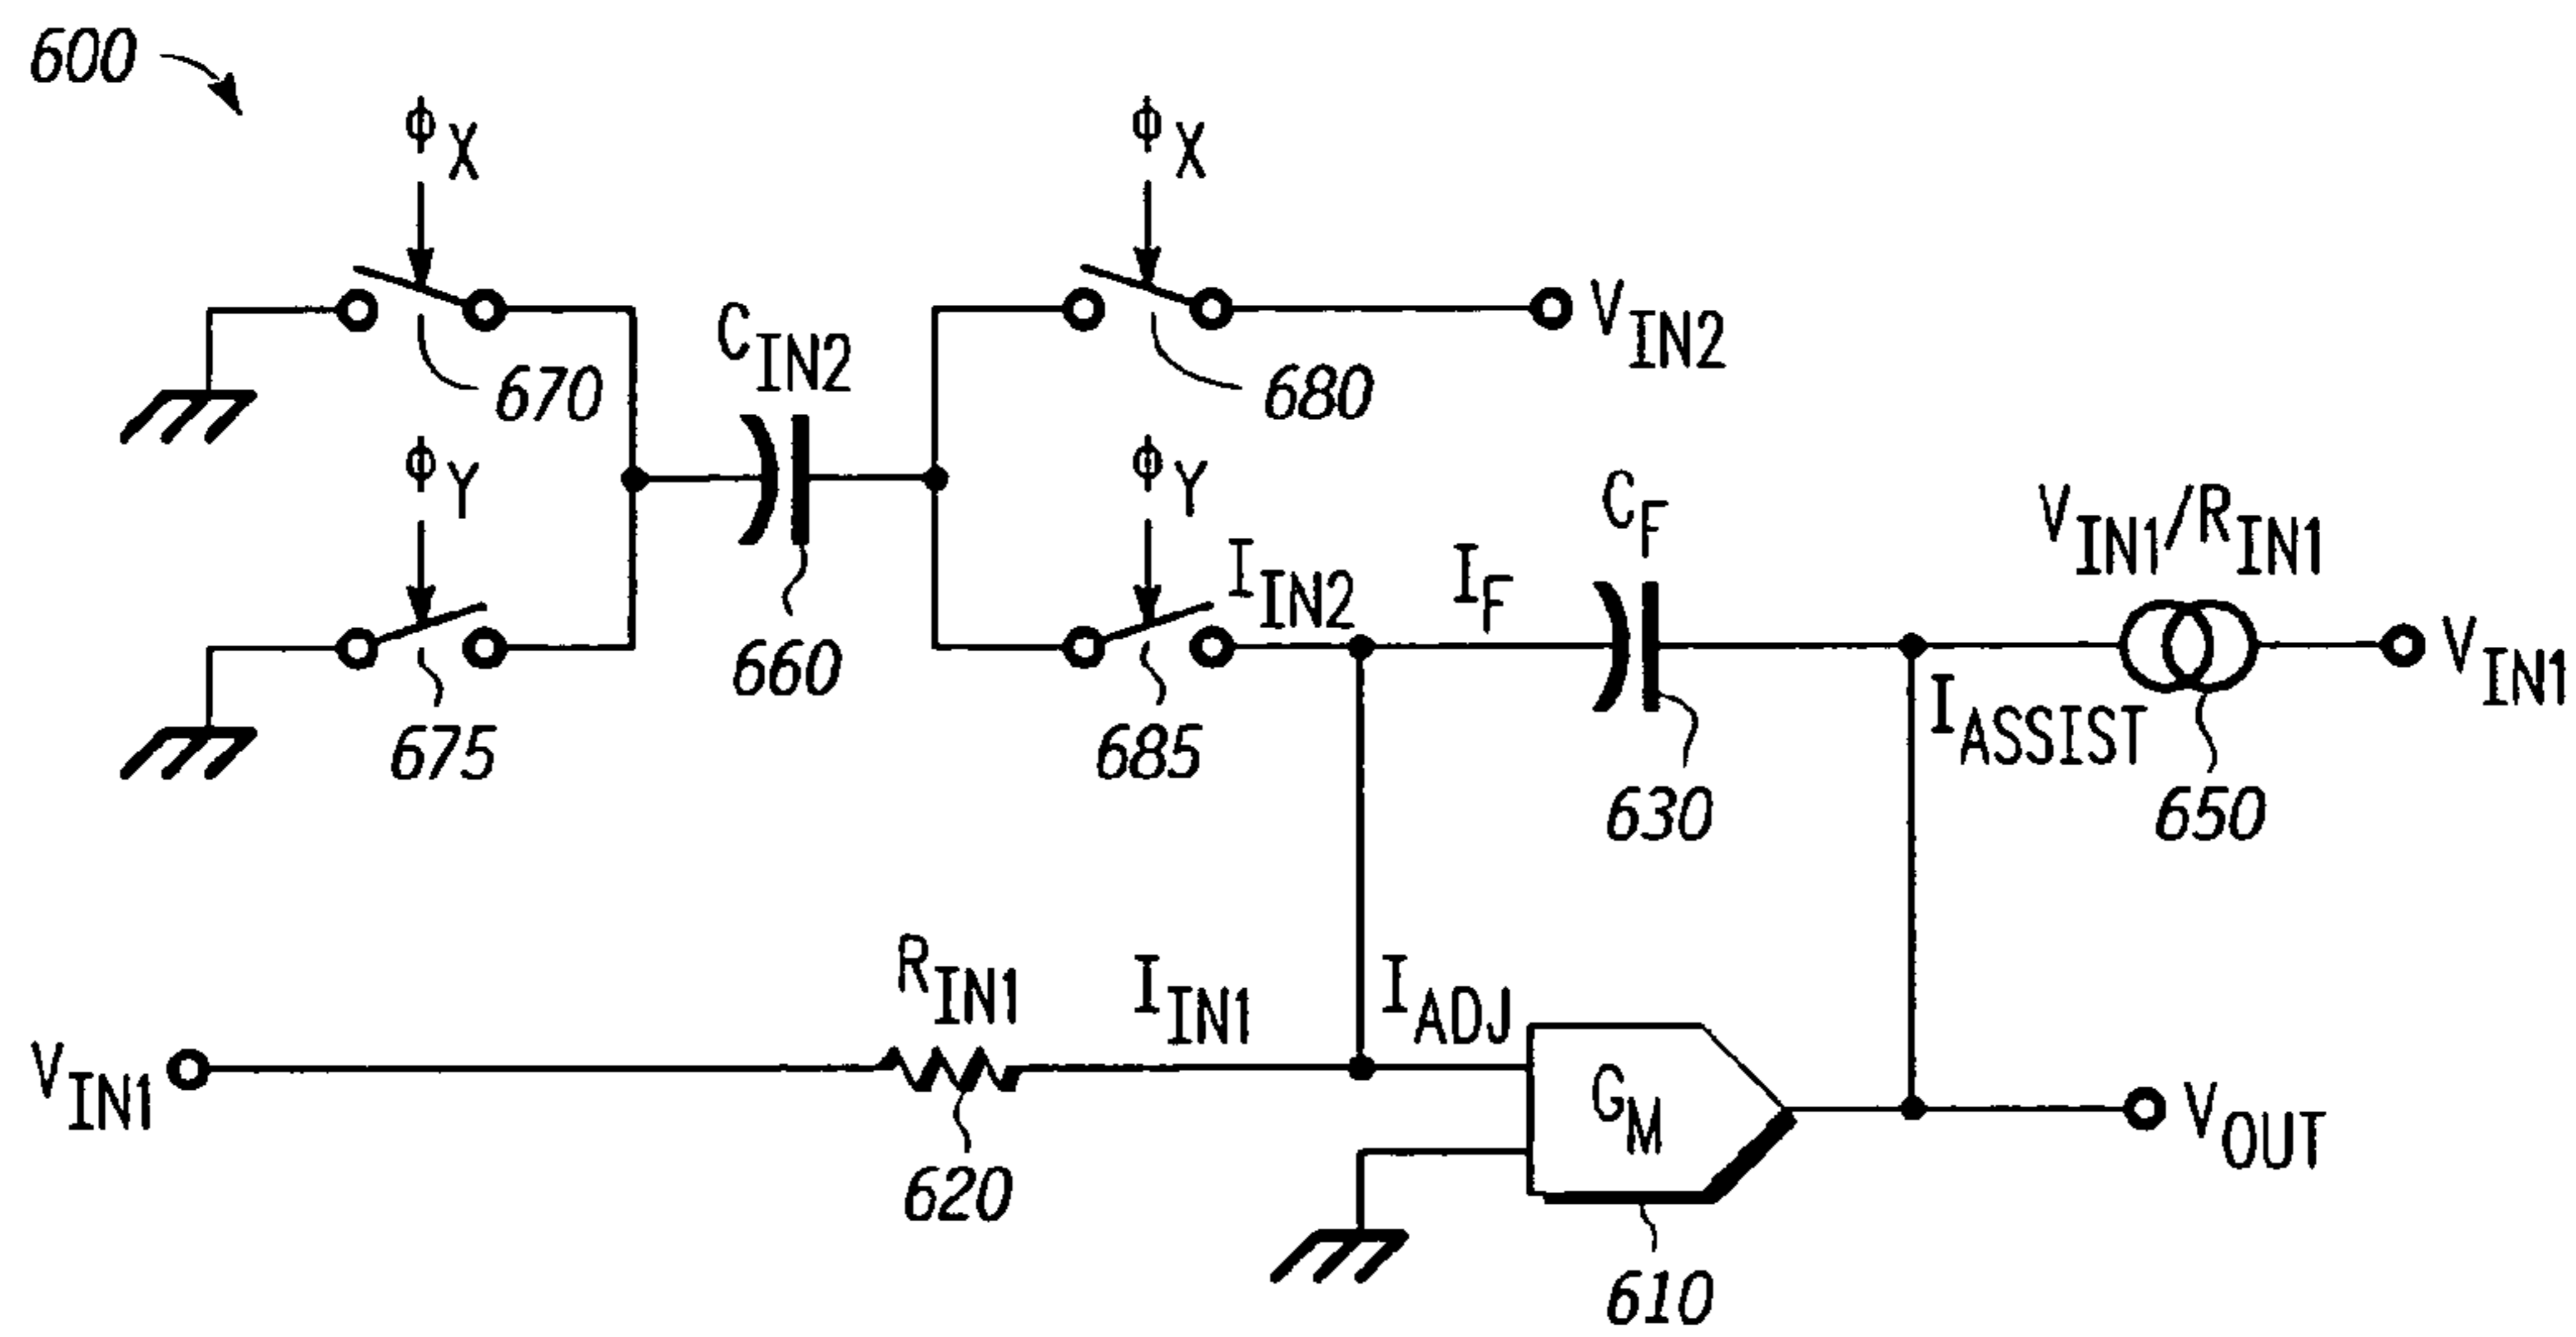 600
ϕX
ϕX
VIN2
670
CIN2
680
ϕY
ϕY
IIN2
IF
CF
VIN1/RIN1
VIN1
675
660
685
630
IASSIST
650
VIN1
RIN1
IIN1
IADJ
GM
VOUT
620
610